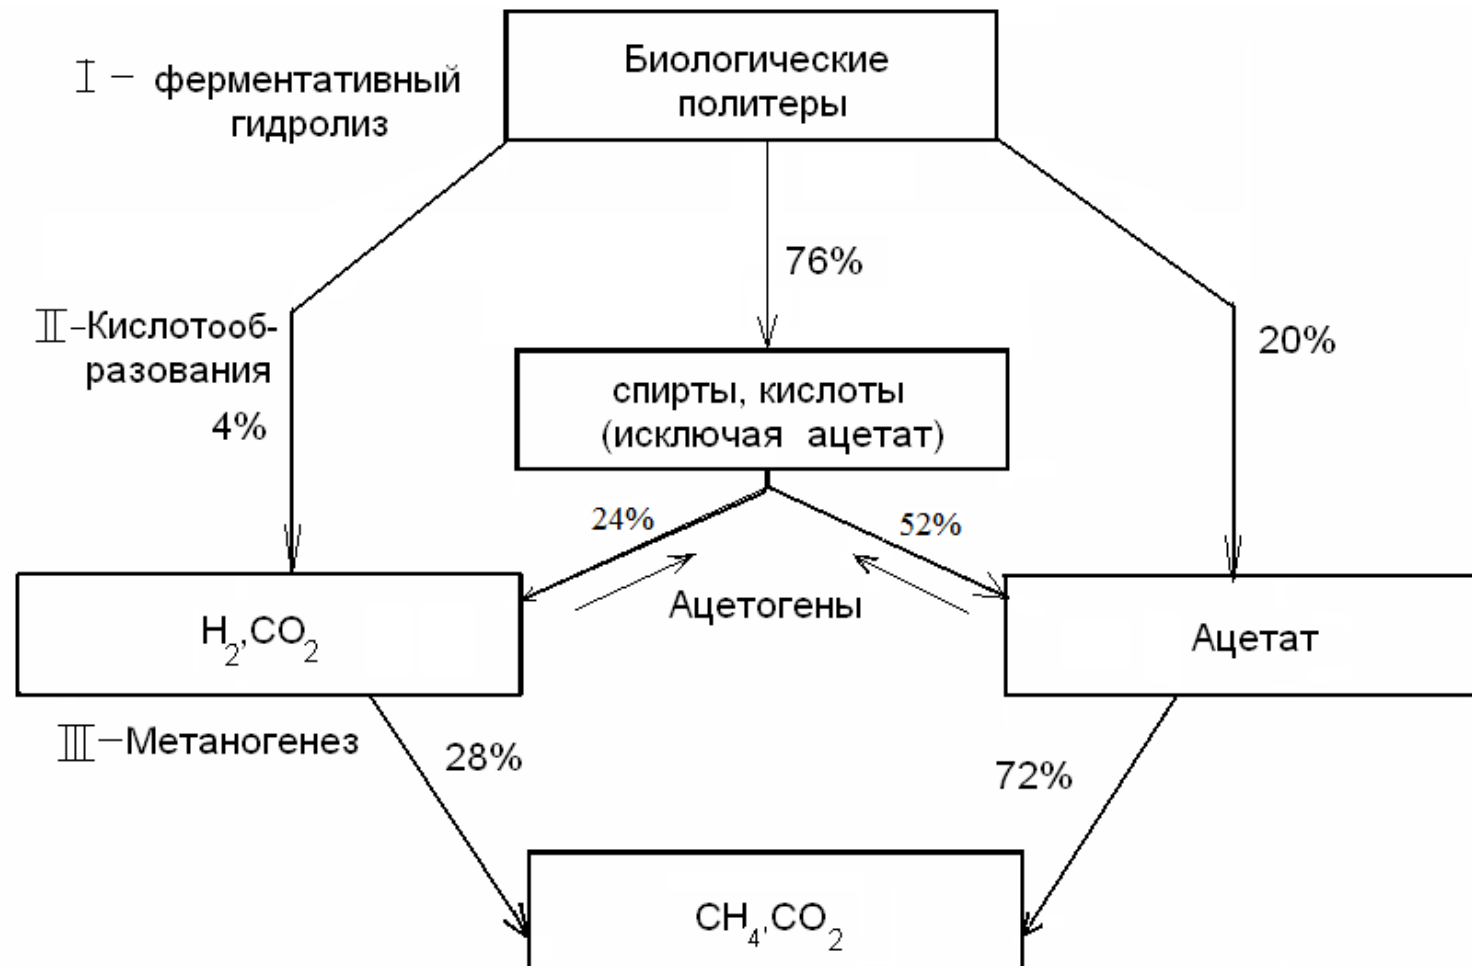 Биологические
политеры
I – ферментативный
гидролиз
76%
II-Кислотооб-
разования
20%
4%
спирты, кислоты
(исключая ацетат)
24%
52%
Ацетогены
H2,CO2
Ацетат
III–Метаногенез
28%
72%
CH4,CO2